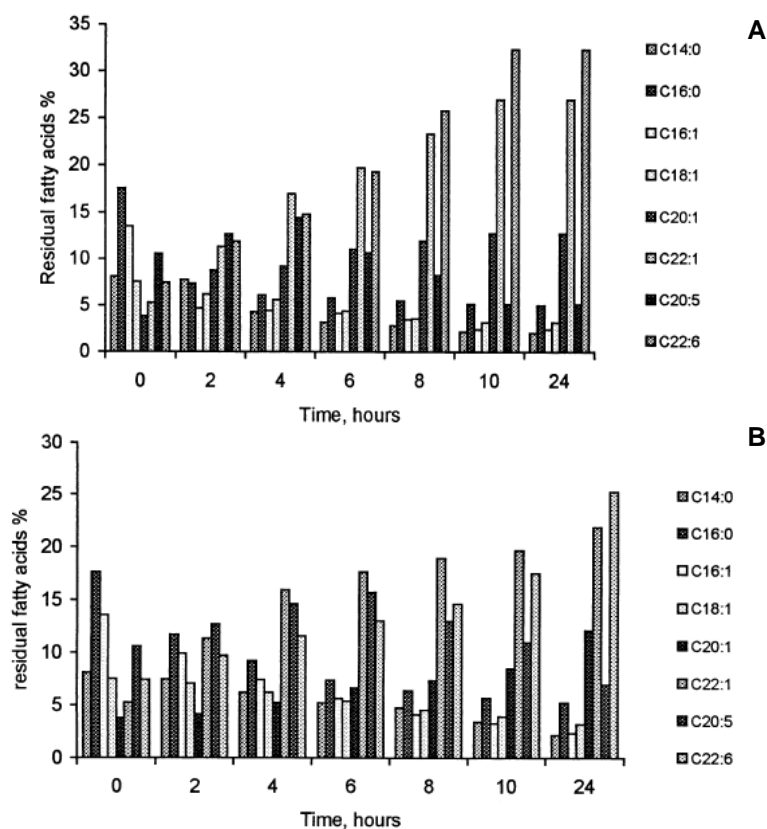 A
35
30
25
20
15
10
5
0
Residual fatty acids %
0 2 4 6 8 10 24
Time, hours
C14:0
C16:0
C16:1
C18:1
C20:1
C22:1
C20:5
C22:6
B
30
25
20
15
10
5
0
residual fatty acids %
0 2 4 6 8 10 24
Time, hours
C14:0
C16:0
C16:1
C18:1
C20:1
C22:1
C20:5
C22:6